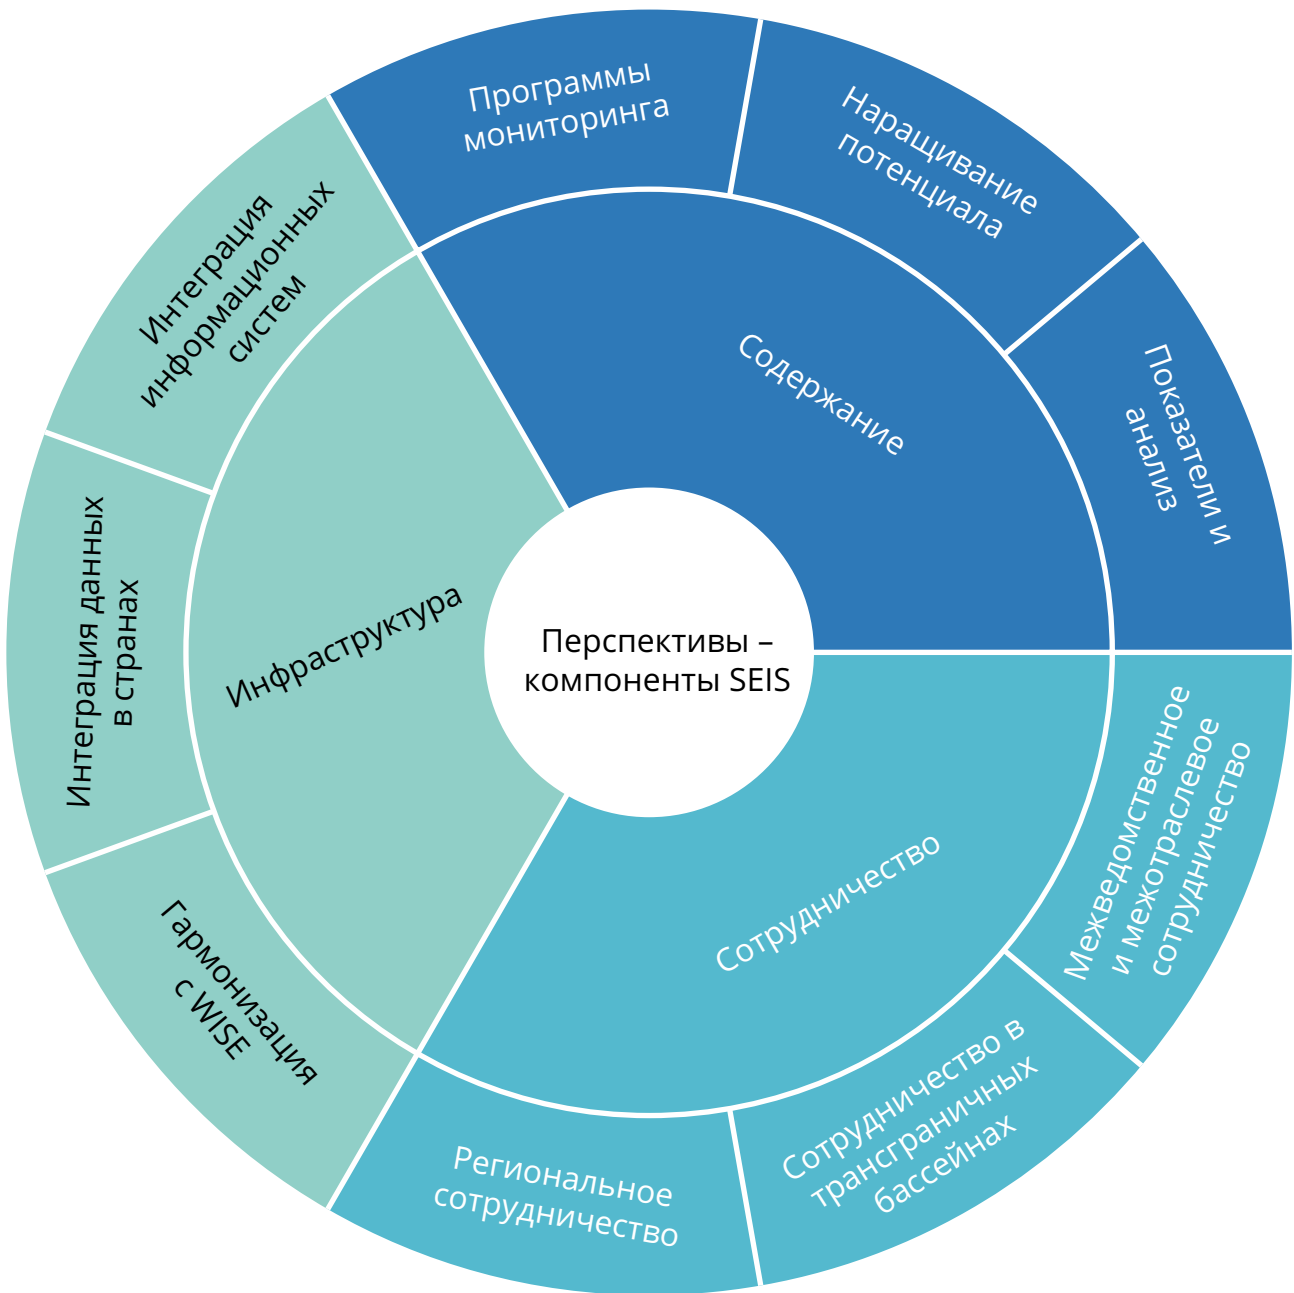 Программы
мониторинга
Наращивание
потенциала
Показатели и
анализ
Содержание
Интеграция
информационных
систем
Интеграция данных
в странах
Гармонизация
с WISE
Инфраструктура
Перспективы –
компоненты SEIS
Сотрудничество
Межведомственное
и межотраслевое
сотрудничество
Сотрудничество в
трансграничных
бассейнах
Региональное
сотрудничество